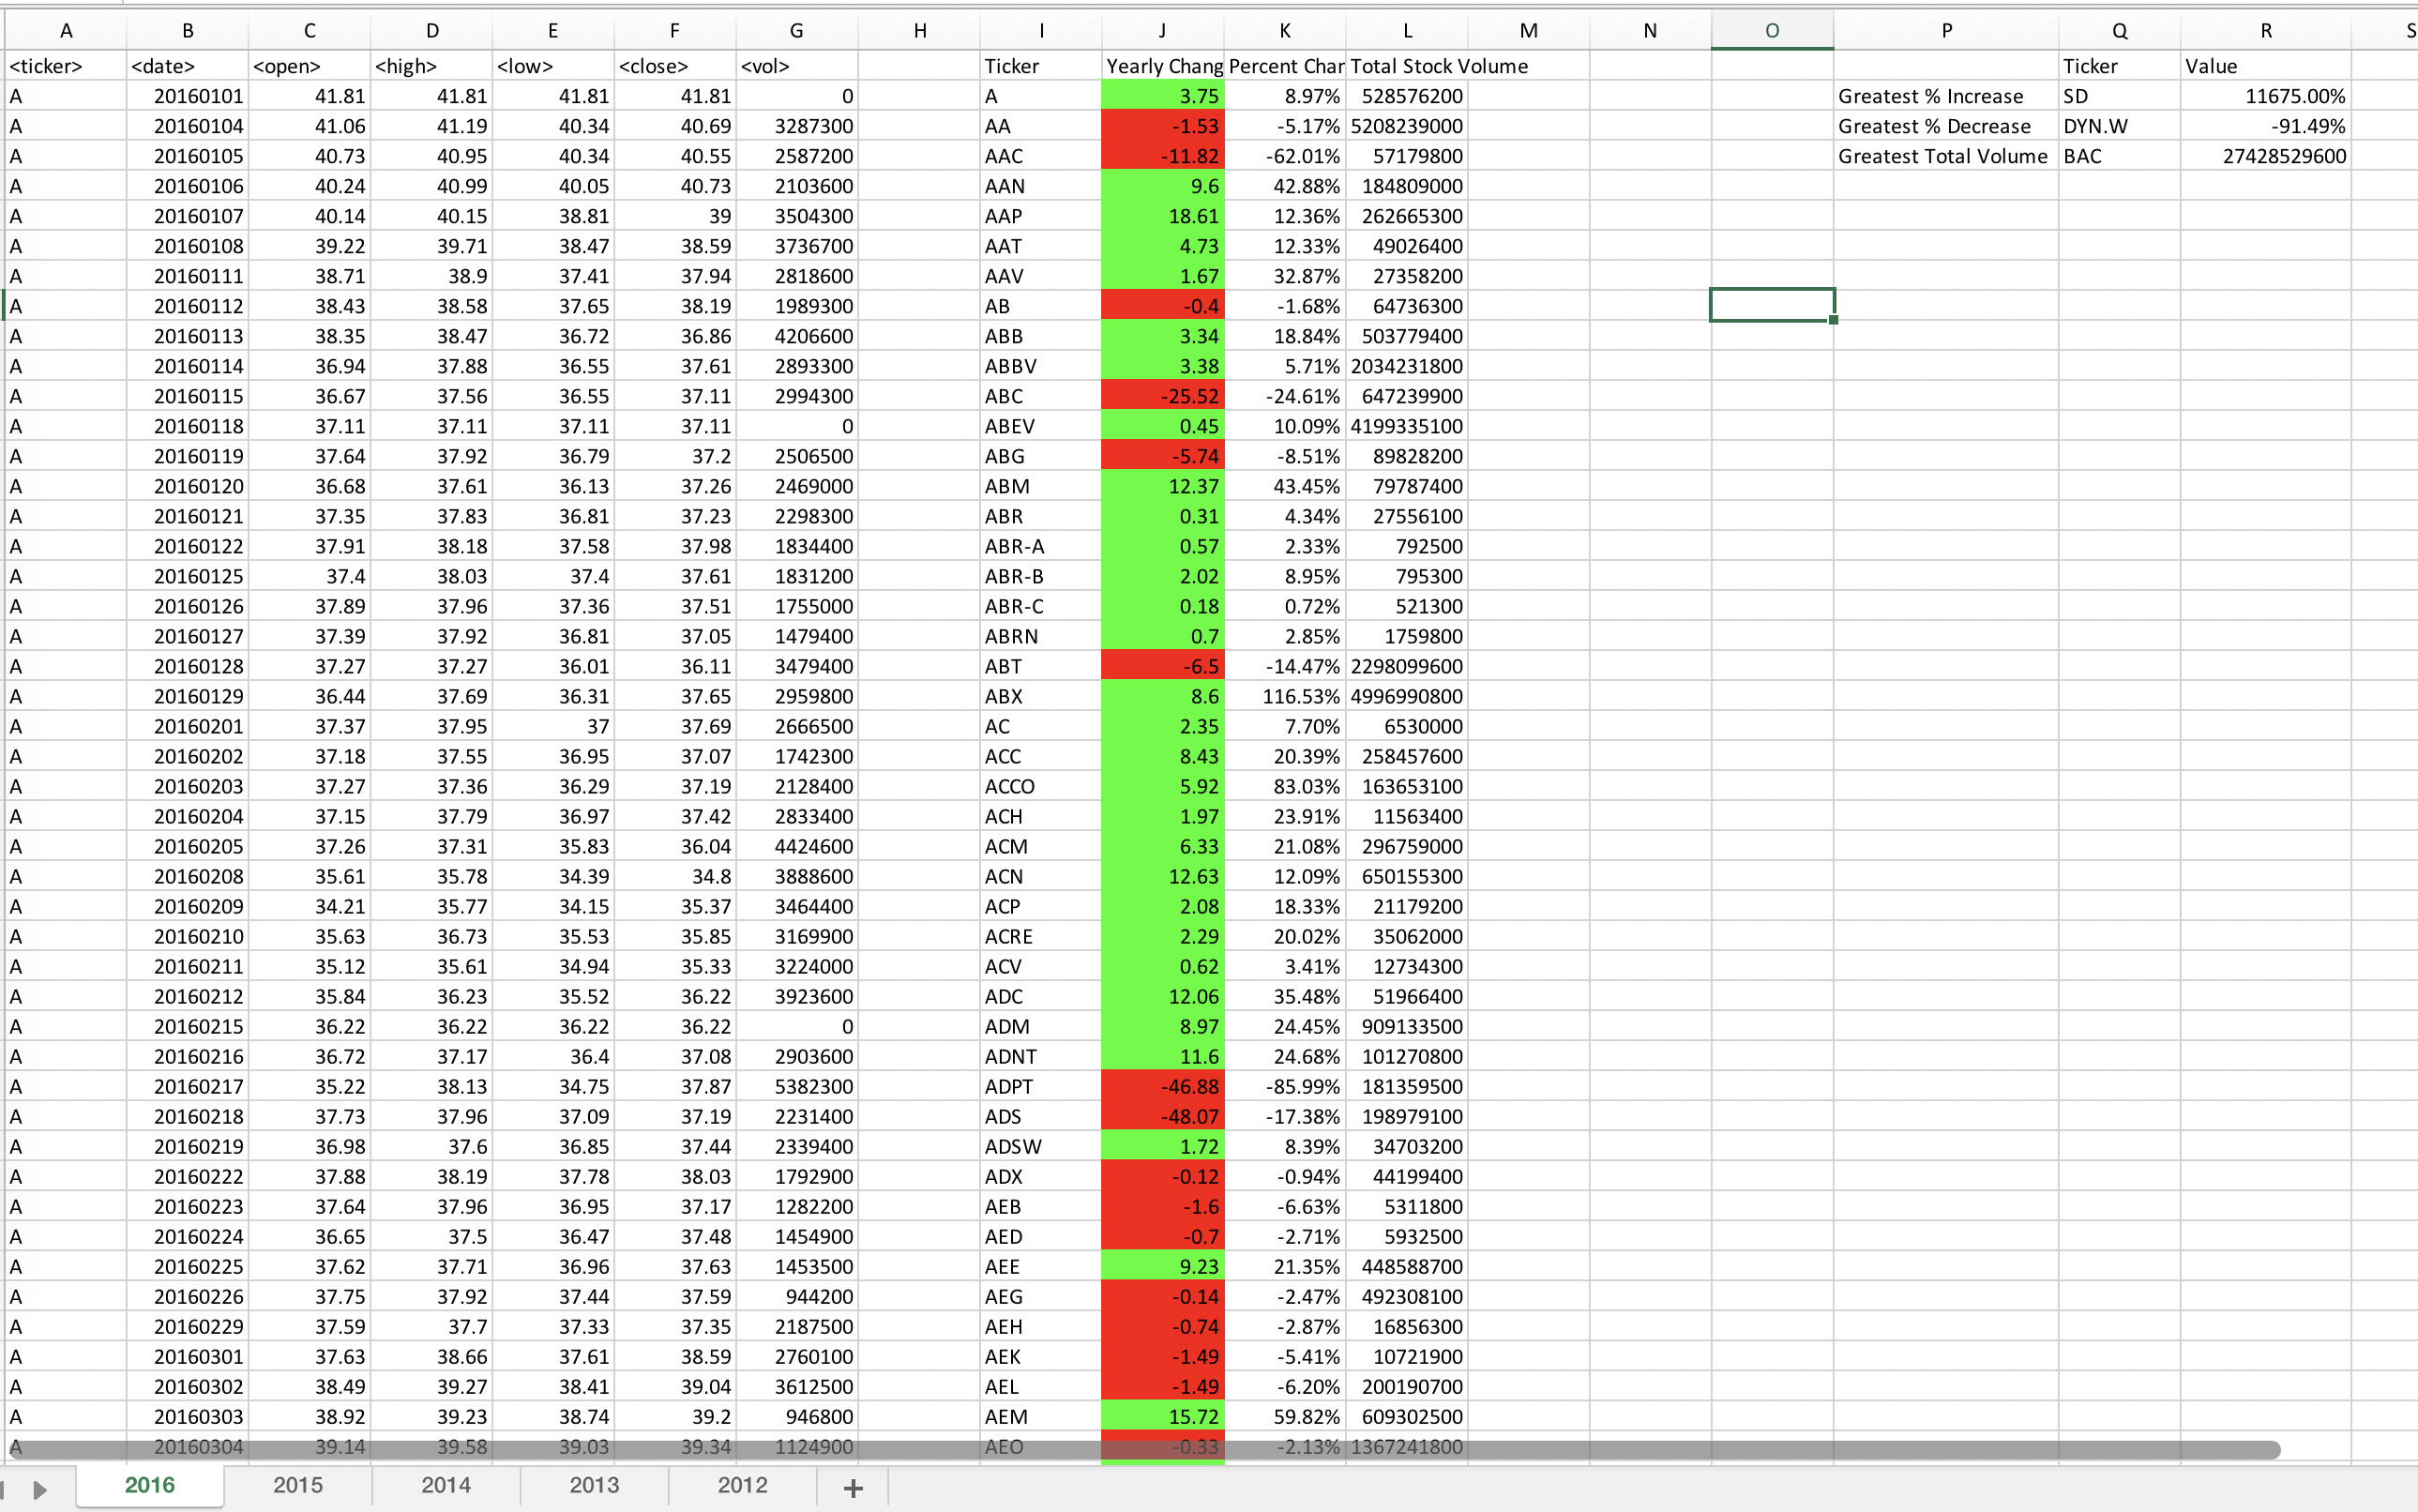 A B C D E F G H I J K L M N O P Q R S
<ticker> <date> <open> <high> <low> <close> <vol> Ticker Yearly Chang Percent Char Total Stock Volume Ticker Value
A 20160101 41.81 41.81 41.81 41.81 0 A 3.75 8.97% 528576200 Greatest % Increase SD 11675.00%
A 20160104 41.06 41.19 40.34 40.69 3287300 AA -1.53 -5.17% 5208239000 Greatest % Decrease DYN.W -91.49%
A 20160105 40.73 40.95 40.34 40.55 2587200 AAC -11.82 -62.01% 57179800 Greatest Total Volume BAC 27428529600
A 20160106 40.24 40.99 40.05 40.73 2103600 AAN 9.6 42.88% 184809000
A 20160107 40.14 40.15 38.81 39 3504300 AAP 18.61 12.36% 262665300
A 20160108 39.22 39.71 38.47 38.59 3736700 AAT 4.73 12.33% 49026400
A 20160111 38.71 38.9 37.41 37.94 2818600 AAV 1.67 32.87% 27358200
A 20160112 38.43 38.58 37.65 38.19 1989300 AB -0.4 -1.68% 64736300
A 20160113 38.35 38.47 36.72 36.86 4206600 ABB 3.34 18.84% 503779400
A 20160114 36.94 37.88 36.55 37.61 2893300 ABBV 3.38 5.71% 2034231800
A 20160115 36.67 37.56 36.55 37.11 2994300 ABC -25.52 -24.61% 647239900
A 20160118 37.11 37.11 37.11 37.11 0 ABEV 0.45 10.09% 4199335100
A 20160119 37.64 37.92 36.79 37.2 2506500 ABG -5.74 -8.51% 89828200
A 20160120 36.68 37.61 36.13 37.26 2469000 ABM 12.37 43.45% 79787400
A 20160121 37.35 37.83 36.81 37.23 2298300 ABR 0.31 4.34% 27556100
A 20160122 37.91 38.18 37.58 37.98 1834400 ABR-A 0.57 2.33% 792500
A 20160125 37.4 38.03 37.4 37.61 1831200 ABR-B 2.02 8.95% 795300
A 20160126 37.89 37.96 37.36 37.51 1755000 ABR-C 0.18 0.72% 521300
A 20160127 37.39 37.92 36.81 37.05 1479400 ABRN 0.7 2.85% 1759800
A 20160128 37.27 37.27 36.01 36.11 3479400 ABT -6.5 -14.47% 2298099600
A 20160129 36.44 37.69 36.31 37.65 2959800 ABX 8.6 116.53% 4996990800
A 20160201 37.37 37.95 37 37.69 2666500 AC 2.35 7.70% 6530000
A 20160202 37.18 37.55 36.95 37.07 1742300 ACC 8.43 20.39% 258457600
A 20160203 37.27 37.36 36.29 37.19 2128400 ACCO 5.92 83.03% 163653100
A 20160204 37.15 37.79 36.97 37.42 2833400 ACH 1.97 23.91% 11563400
A 20160205 37.26 37.31 35.83 36.04 4424600 ACM 6.33 21.08% 296759000
A 20160208 35.61 35.78 34.39 34.8 3888600 ACN 12.63 12.09% 650155300
A 20160209 34.21 35.77 34.15 35.37 3464400 ACP 2.08 18.33% 21179200
A 20160210 35.63 36.73 35.53 35.85 3169900 ACRE 2.29 20.02% 35062000
A 20160211 35.12 35.61 34.94 35.33 3224000 ACV 0.62 3.41% 12734300
A 20160212 35.84 36.23 35.52 36.22 3923600 ADC 12.06 35.48% 51966400
A 20160215 36.22 36.22 36.22 36.22 0 ADM 8.97 24.45% 909133500
A 20160216 36.72 37.17 36.4 37.08 2903600 ADNT 11.6 24.68% 101270800
A 20160217 35.22 38.13 34.75 37.87 5382300 ADPT -46.88 -85.99% 181359500
A 20160218 37.73 37.96 37.09 37.19 2231400 ADS -48.07 -17.38% 198979100
A 20160219 36.98 37.6 36.85 37.44 2339400 ADSW 1.72 8.39% 34703200
A 20160222 37.88 38.19 37.78 38.03 1792900 ADX -0.12 -0.94% 44199400
A 20160223 37.64 37.96 36.95 37.17 1282200 AEB -1.6 -6.63% 5311800
A 20160224 36.65 37.5 36.47 37.48 1454900 AED -0.7 -2.71% 5932500
A 20160225 37.62 37.71 36.96 37.63 1453500 AEE 9.23 21.35% 448588700
A 20160226 37.75 37.92 37.44 37.59 944200 AEG -0.14 -2.47% 492308100
A 20160229 37.59 37.7 37.33 37.35 2187500 AEH -0.74 -2.87% 16856300
A 20160301 37.63 38.66 37.61 38.59 2760100 AEK -1.49 -5.41% 10721900
A 20160302 38.49 39.27 38.41 39.04 3612500 AEL -1.49 -6.20% 200190700
A 20160303 38.92 39.23 38.74 39.2 946800 AEM 15.72 59.82% 609302500
A 20160304 39.14 39.58 39.03 39.34 1124900 AEO -0.33 -2.13% 1367241800
2016 2015 2014 2013 2012 +